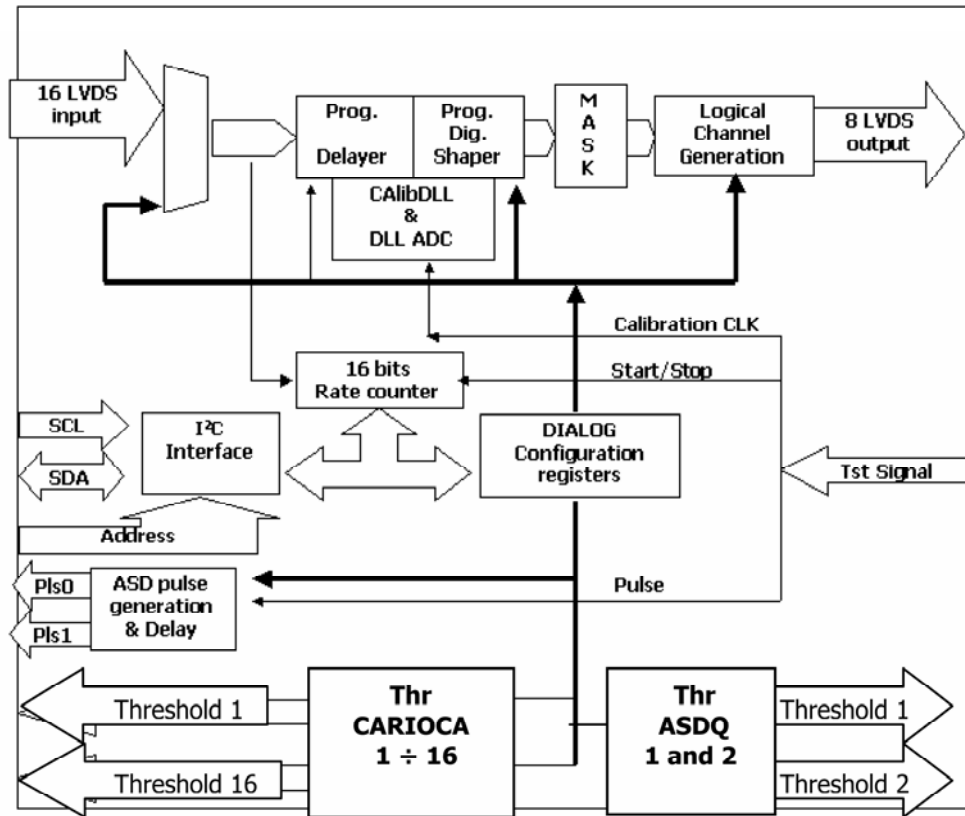 16 LVDS
input
Prog.
Delayer
Prog.
Dig.
Shaper
M
A
S
K
Logical
Channel
Generation
8 LVDS
output
CAlibDLL
&
DLL ADC
Calibration CLK
16 bits
Rate counter
Start/Stop
SCL
SDA
I²C
Interface
DIALOG
Configuration
registers
Tst Signal
Address
Pls0
Pls1
ASD pulse
generation
& Delay
Pulse
Threshold 1
Threshold 16
Thr
CARIOCA
1 ÷ 16
Thr
ASDQ
1 and 2
Threshold 1
Threshold 2